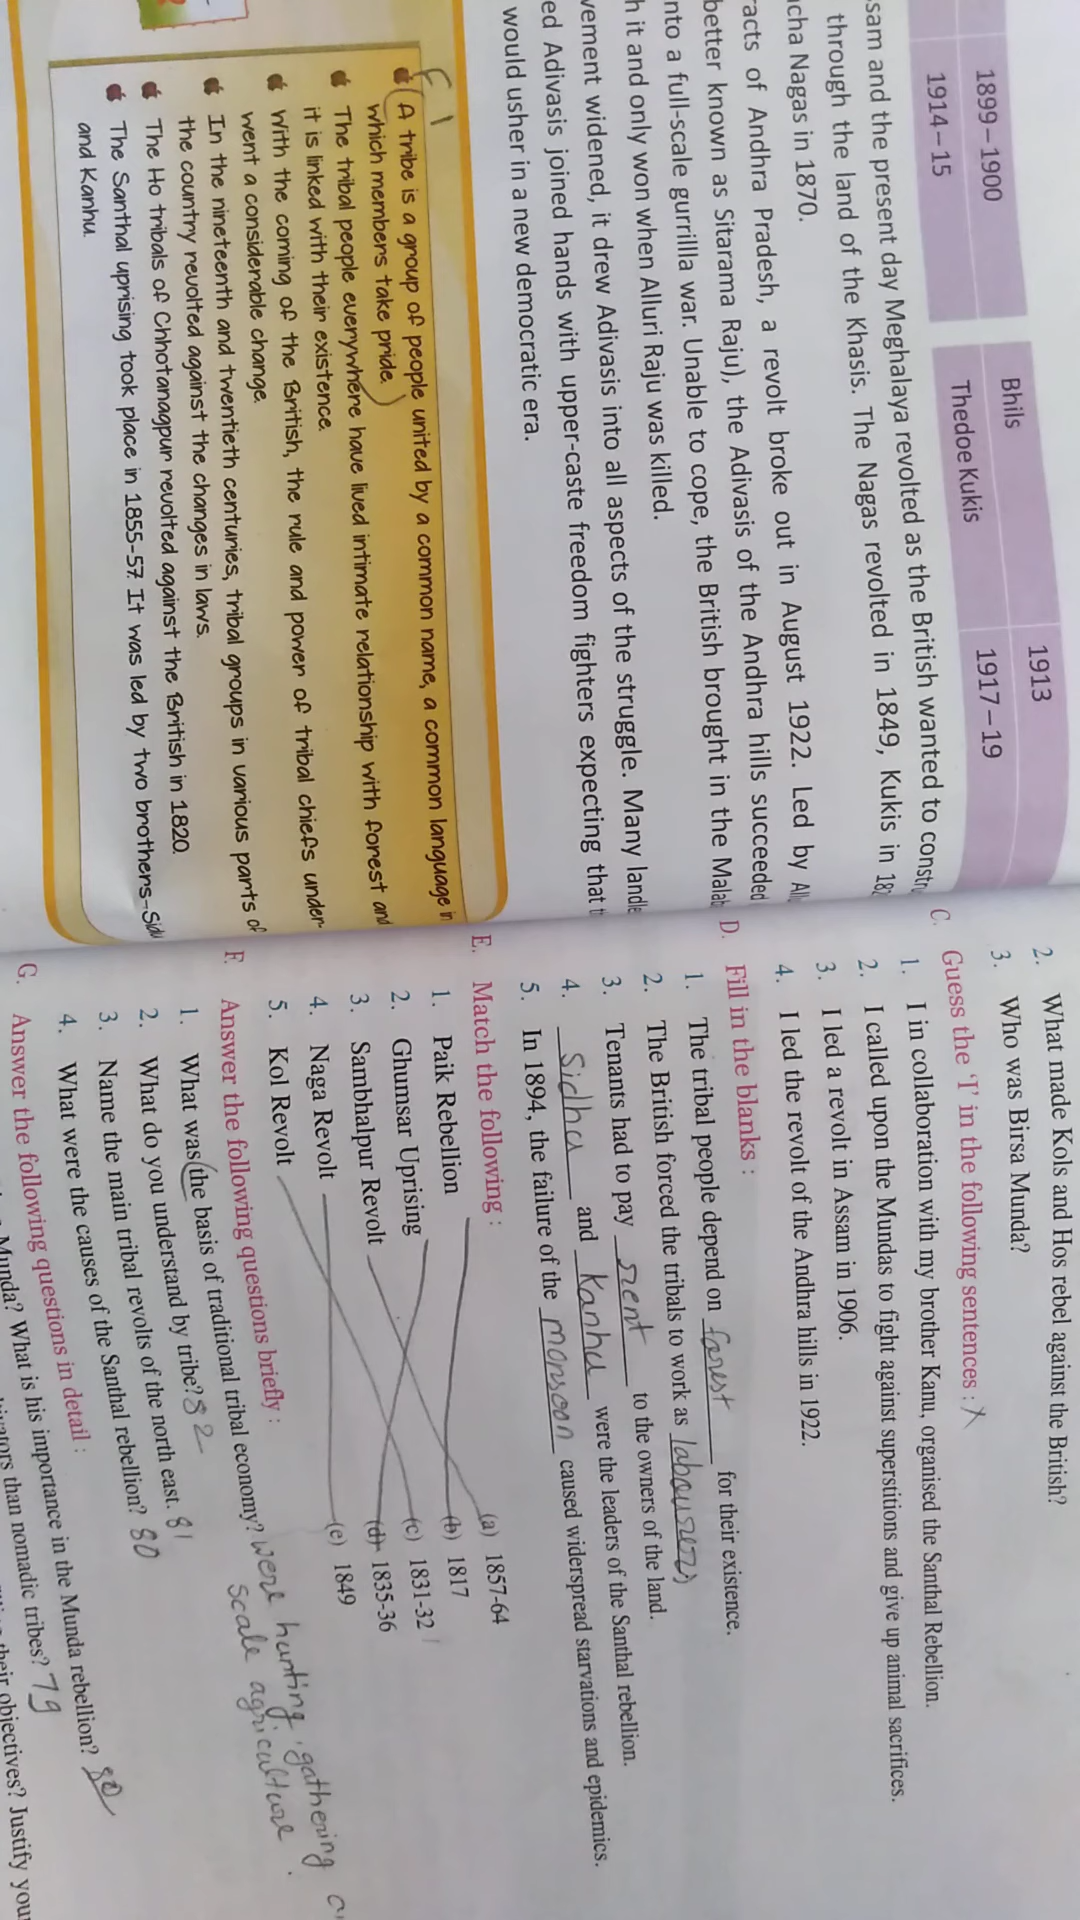 1899–1900 Bhils 1913
1914–15 Thedoe Kukis 1917–19
sam and the present day Meghalaya revolted as the British wanted to constru
through the land of the Khasis. The Nagas revolted in 1849, Kukis in 18
cha Nagas in 1870.
racts of Andhra Pradesh, a revolt broke out in August 1922. Led by All
better known as Sitarama Raju), the Adivasis of the Andhra hills succeeded
nto a full-scale gurrilla war. Unable to cope, the British brought in the Malab
h it and only won when Alluri Raju was killed.
vement widened, it drew Adivasis into all aspects of the struggle. Many landle
ed Adivasis joined hands with upper-caste freedom fighters expecting that t
would usher in a new democratic era.
F 1
A tribe is a group of people united by a common name, a common language in
which members take pride.
The tribal people everywhere have lived intimate relationship with forest and
it is linked with their existence.
With the coming of the British, the rule and power of tribal chiefs under-
went a considerable change.
In the nineteenth and twentieth centuries, tribal groups in various parts of
the country revolted against the changes in laws.
The Ho tribals of Chhotanagpur revolted against the British in 1820.
The Santhal uprising took place in 1855-57. It was led by two brothers–Sidu
and Kanhu.
2. What made Kols and Hos rebel against the British?
3. Who was Birsa Munda?
C. Guess the 'I' in the following sentences : X
1. I in collaboration with my brother Kanu, organised the Santhal Rebellion.
2. I called upon the Mundas to fight against superstitions and give up animal sacrifices.
3. I led a revolt in Assam in 1906.
4. I led the revolt of the Andhra hills in 1922.
D. Fill in the blanks :
1. The tribal people depend on forest for their existence.
2. The British forced the tribals to work as labourers
3. Tenants had to pay rent to the owners of the land.
4. Sidhu and Kanhu were the leaders of the Santhal rebellion.
5. In 1894, the failure of the monsoon caused widerspread starvations and epidemics.
E. Match the following :
1. Paik Rebellion (a) 1857-64
2. Ghumsar Uprising (b) 1817
3. Sambhalpur Revolt (c) 1831-32
4. Naga Revolt (d) 1835-36
5. Kol Revolt (e) 1849
F. Answer the following questions briefly :
1. What was the basis of traditional tribal economy? were hunting, gathering
scale agriculture.
2. What do you understand by tribe? 82
3. Name the main tribal revolts of the north east. 81
4. What were the causes of the Santhal rebellion? 80
G. Answer the following questions in detail :
Munda? What is his importance in the Munda rebellion? 80
than nomadic tribes? 79
their objectives? Justify your